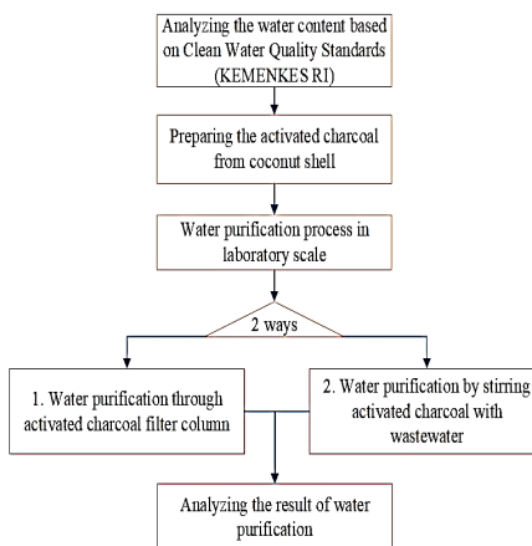 Analyzing the water content based
on Clean Water Quality Standards
(KEMENKES RI)
Preparing the activated charcoal
from coconut shell
Water purification process in
laboratory scale
2 ways
1. Water purification through
activated charcoal filter column
2. Water purification by stirring
activated charcoal with
wastewater
Analyzing the result of water
purification